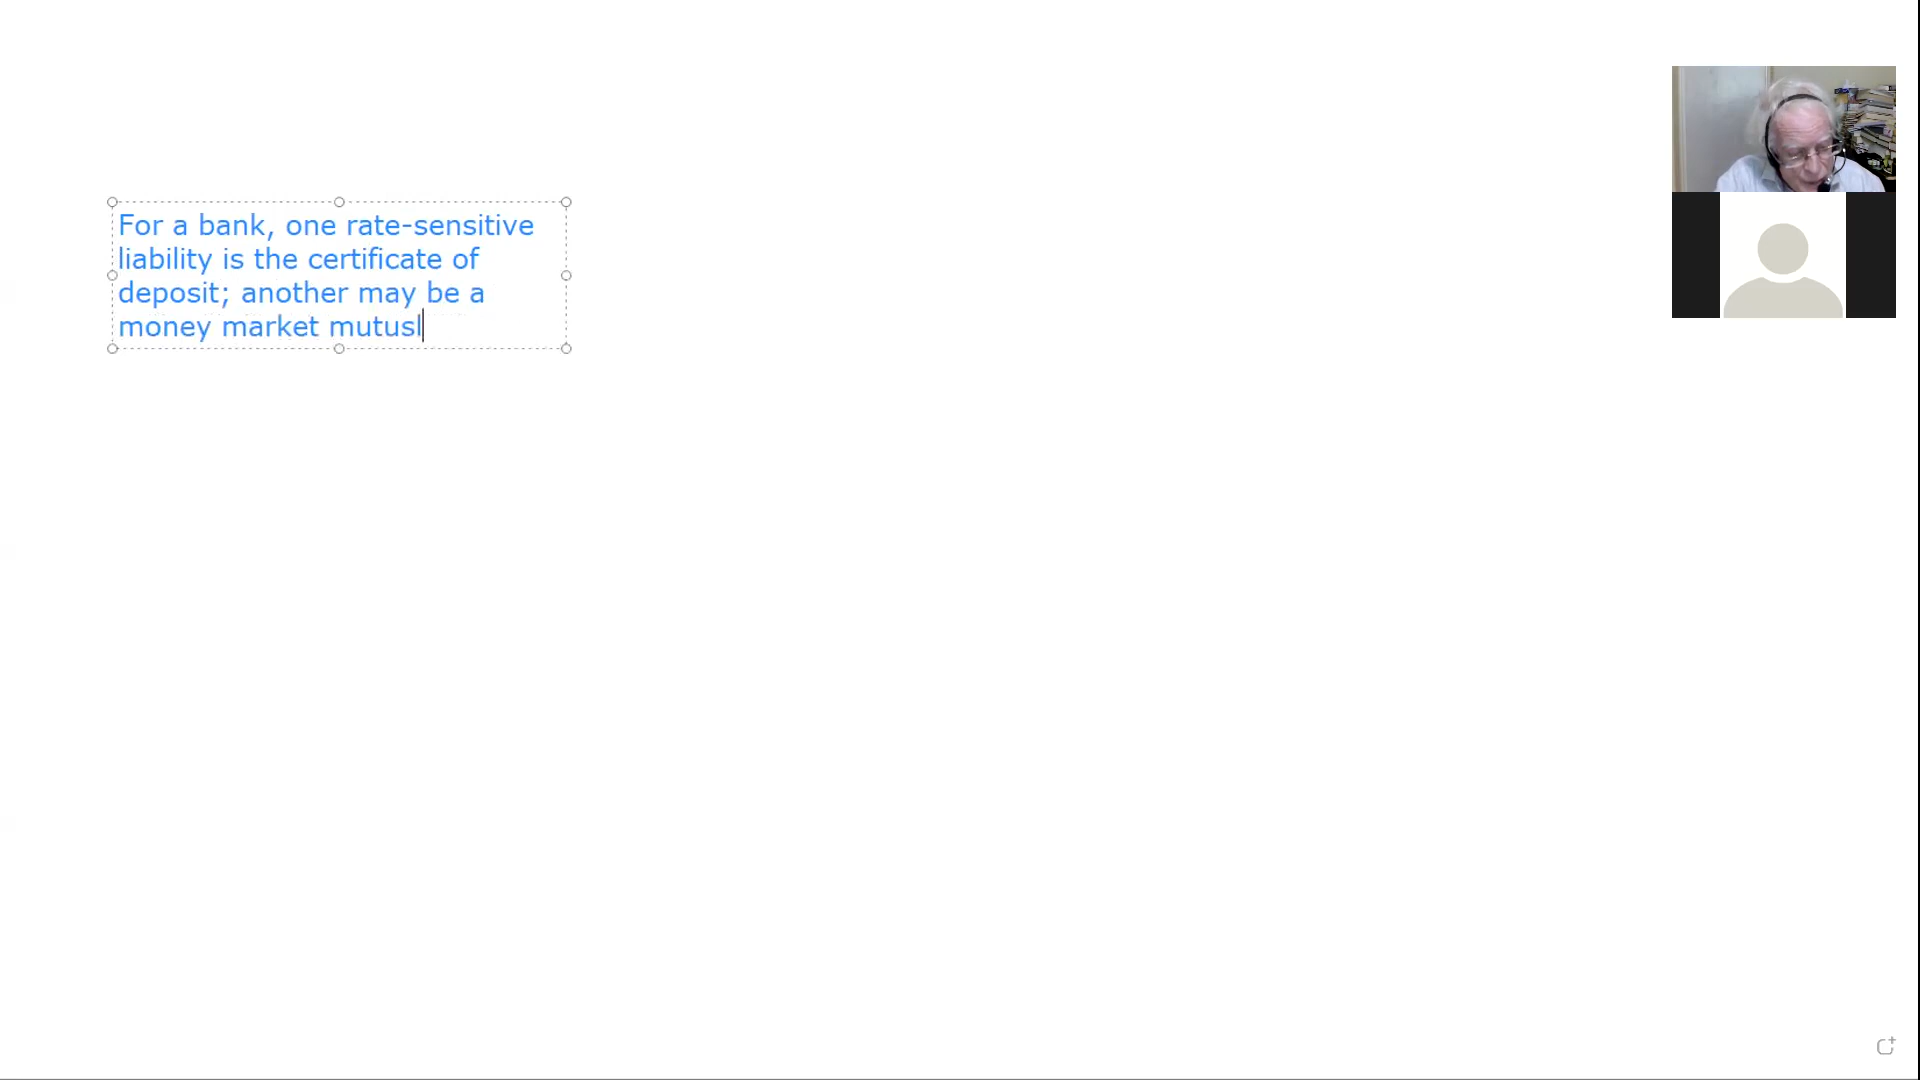 For a bank, one rate-sensitive
liability is the certificate of
deposit; another may be a
money market mutusl